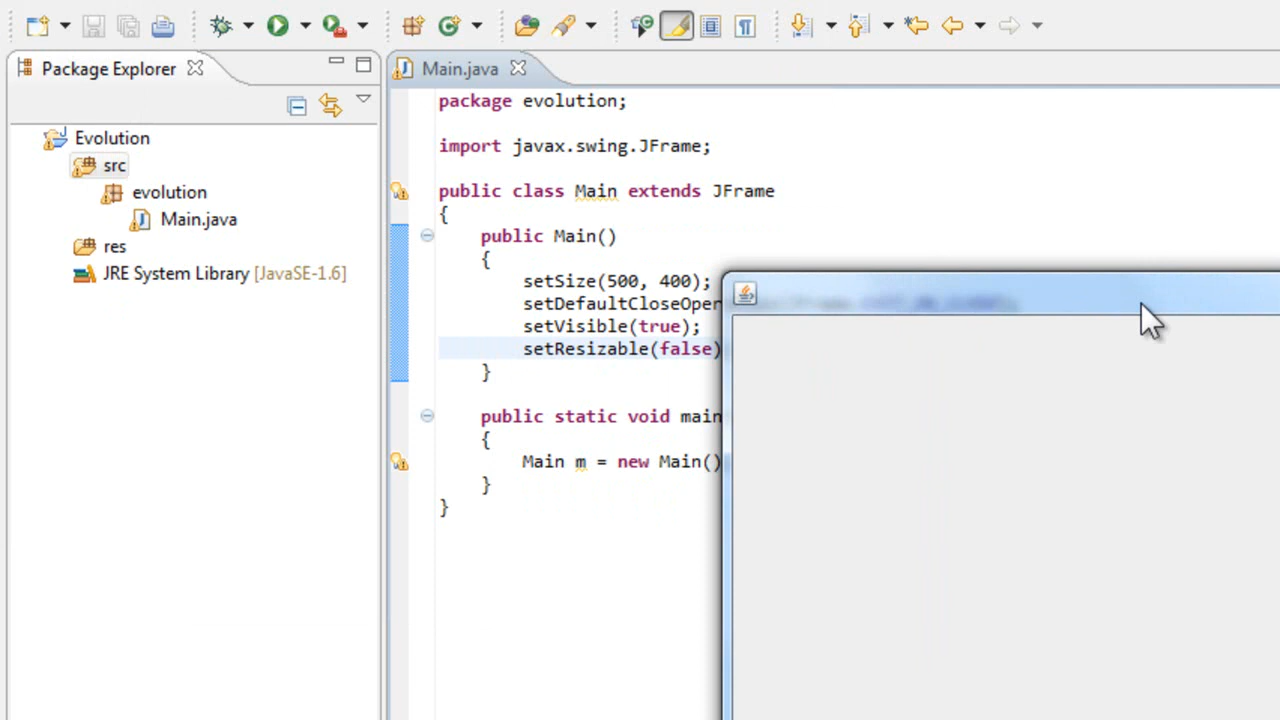 Package Explorer
Evolution
src
evolution
Main.java
res
JRE System Library [JavaSE-1.6]
Main.java
package evolution;
import javax.swing.JFrame;
public class Main extends JFrame
{
public Main()
{
setSize(500, 400);
setDefaultCloseOper
setVisible(true);
setResizable(false)
}
public static void main
{
Main m = new Main()
}
}